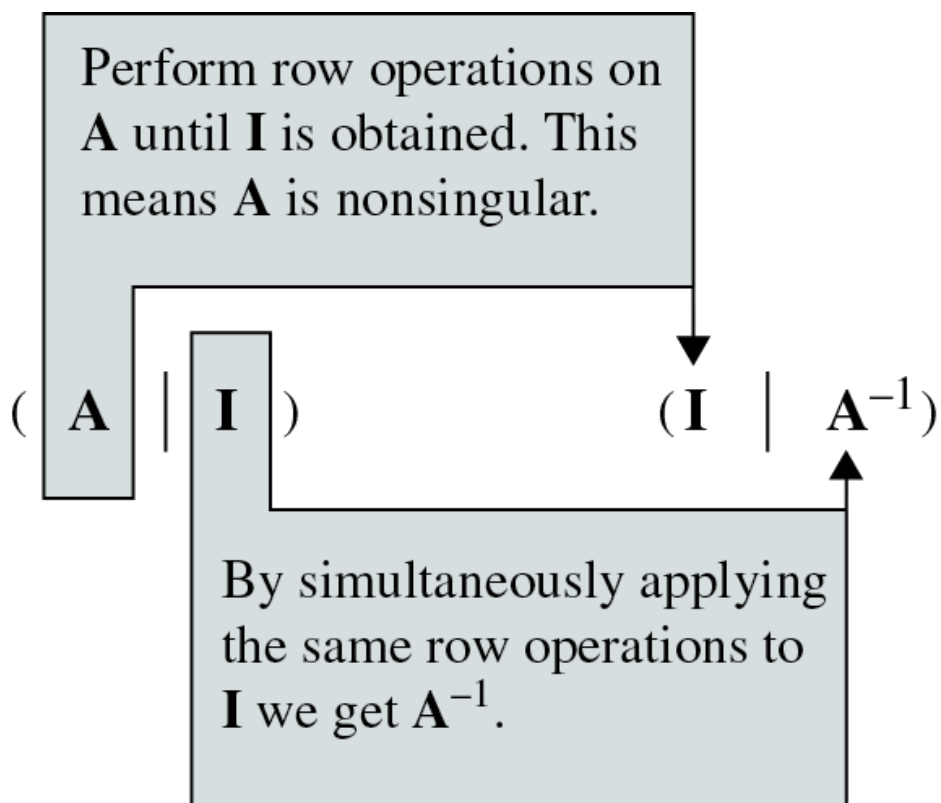 Perform row operations on
A until I is obtained. This
means A is nonsingular.
( A | I ) ( I | A⁻¹ )
By simultaneously applying
the same row operations to
I we get A⁻¹.